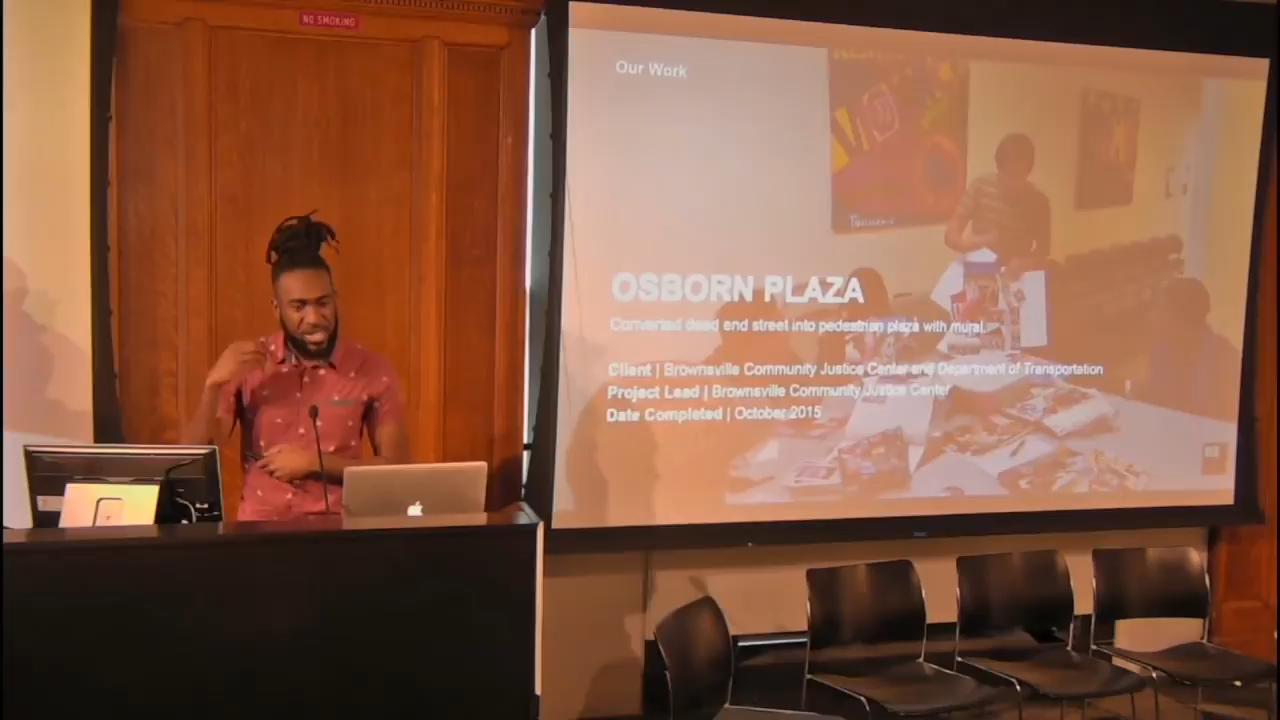 NO SMOKING
Our Work
OSBORN PLAZA
Converted dead end street into pedestrian plaza with mural.
Client | Brownsville Community Justice Center and Department of Transportation
Project Lead | Brownsville Community Justice Center
Date Completed | October 2015